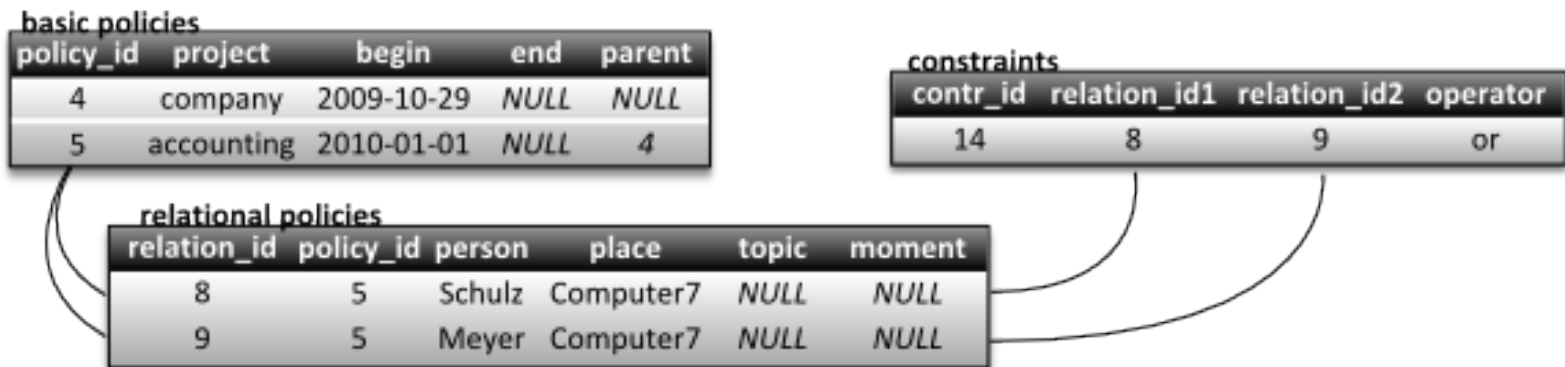 basic policies
policy_id project begin end parent
4 company 2009-10-29 NULL NULL
5 accounting 2010-01-01 NULL 4
constraints
contr_id relation_id1 relation_id2 operator
14 8 9 or
relational policies
relation_id policy_id person place topic moment
8 5 Schulz Computer7 NULL NULL
9 5 Meyer Computer7 NULL NULL